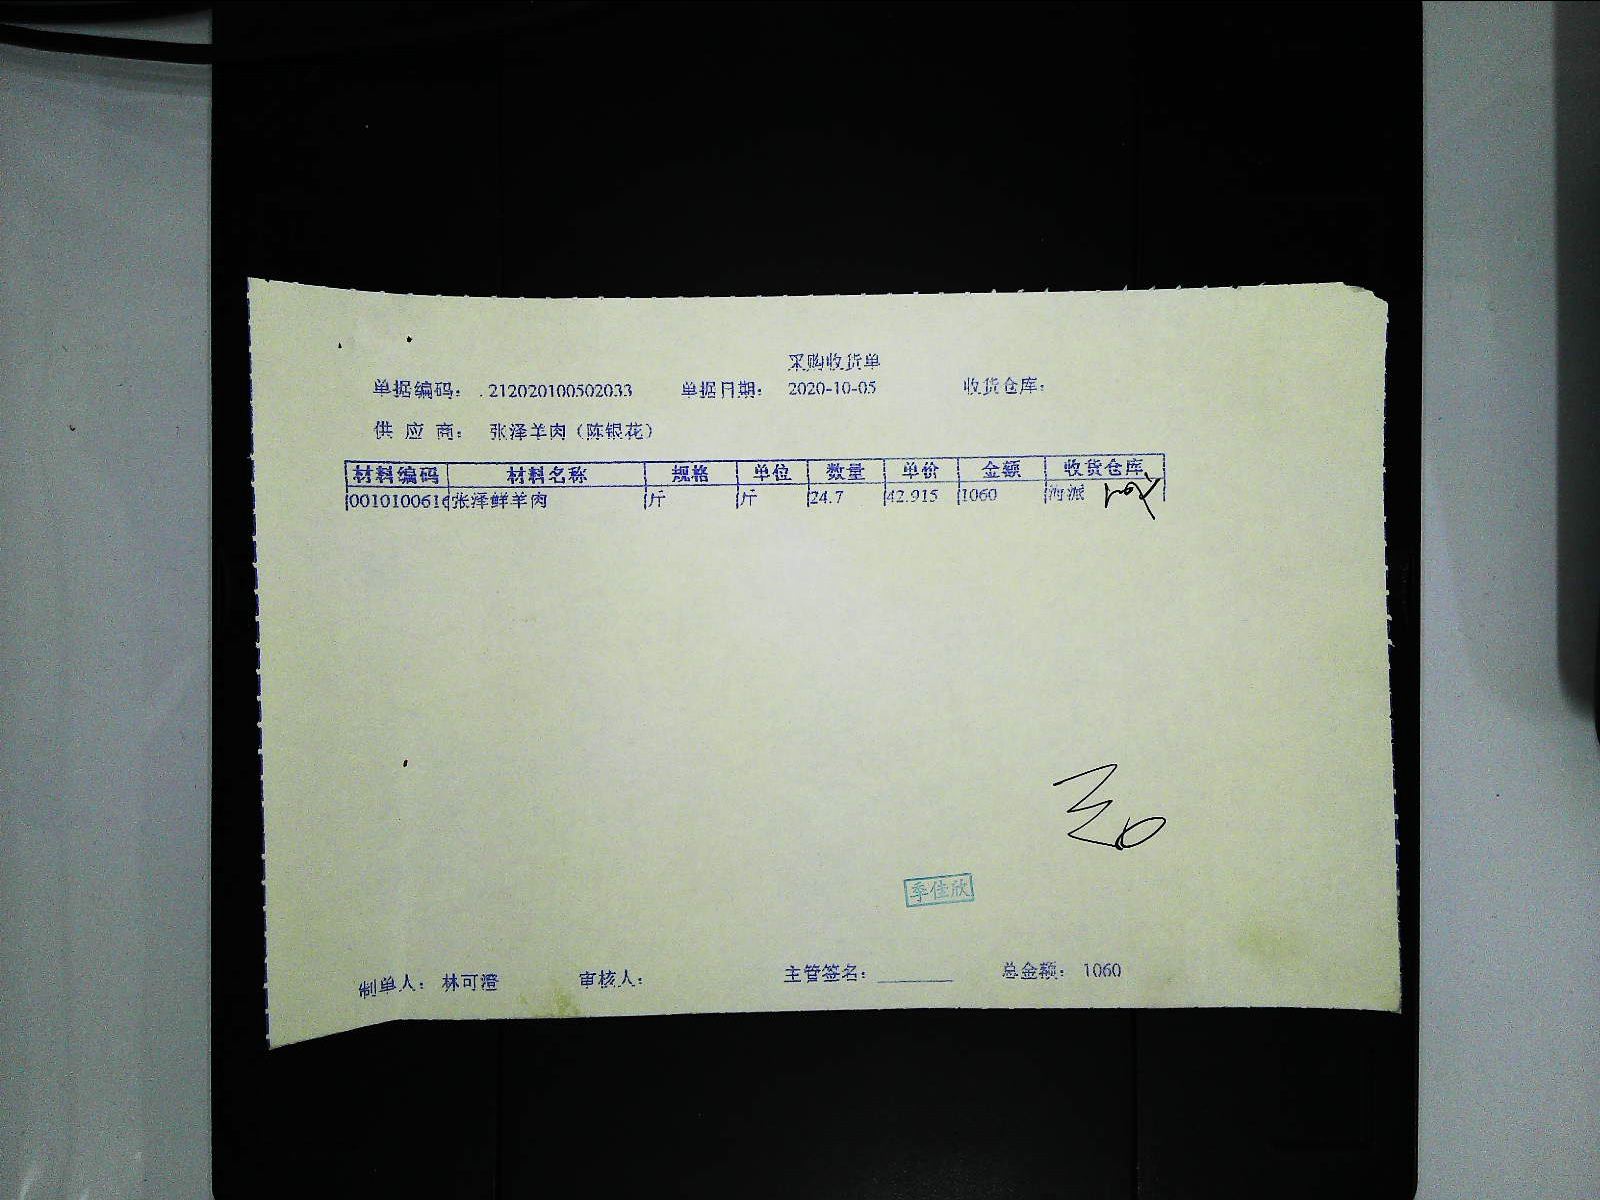 采购收货单
单据编码： 212020100502033 单据日期： 2020-10-05 收货仓库：
供 应 商： 张泽羊肉（陈银花）
材料编码 材料名称 规格 单位 数量 单价 金额 收货仓库
0010100616 张泽鲜羊肉 斤 斤 24.7 42.915 1060 海派
季佳欣
制单人： 林可澄 审核人： 主管签名： 总金额： 1060